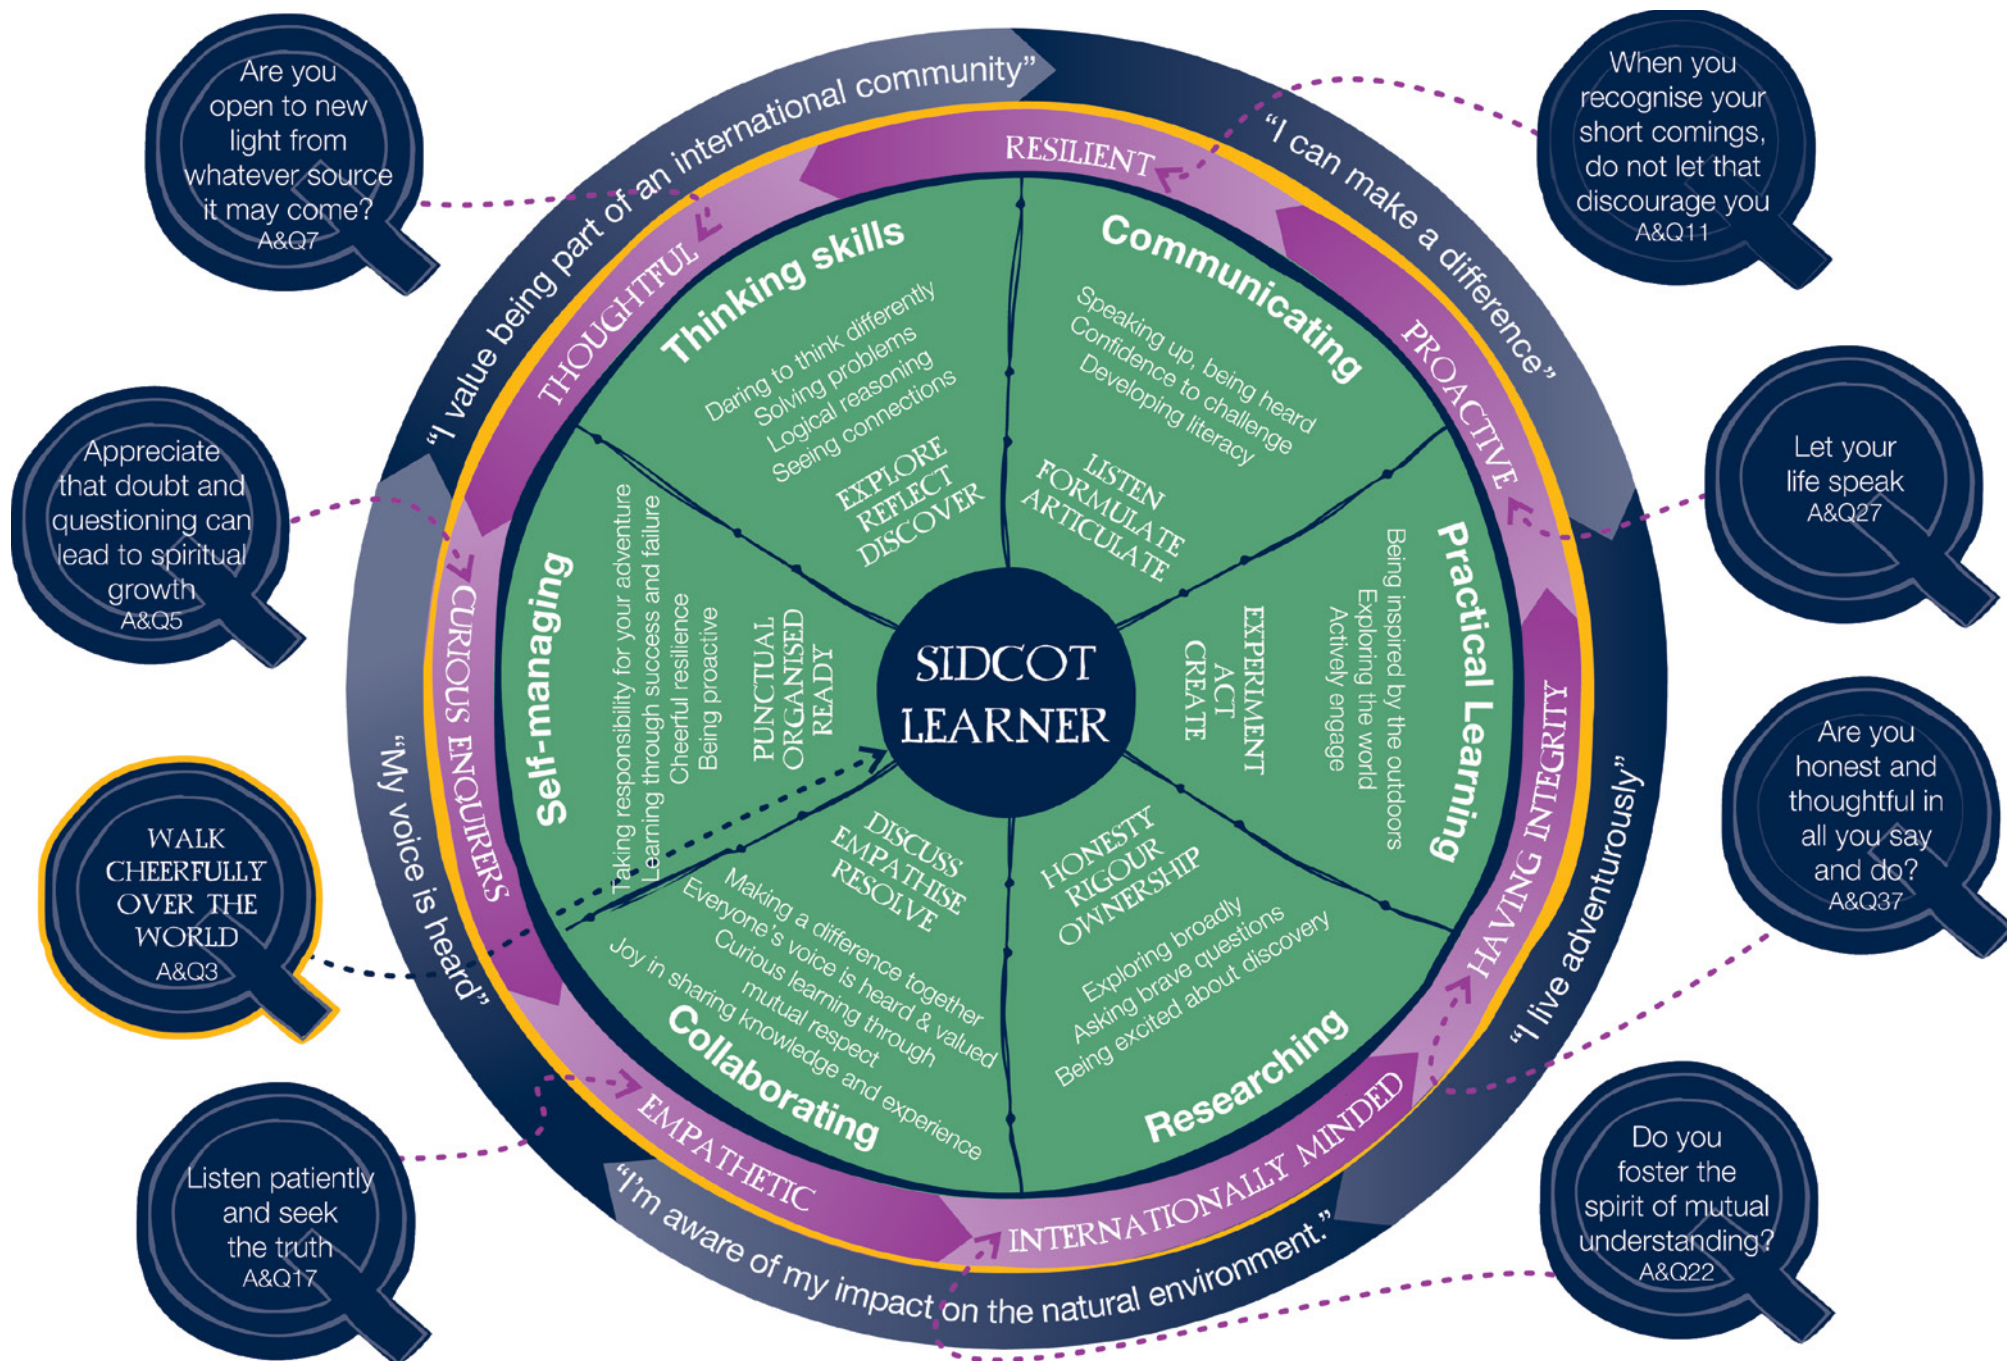 Are you
open to new
light from
whatever source
it may come?
A&Q7
When you
recognise your
short comings,
do not let that
discourage you
A&Q11
Appreciate
that doubt and
questioning can
lead to spiritual
growth
A&Q5
Let your
life speak
A&Q27
WALK
CHEERFULLY
OVER THE
WORLD
A&Q3
Are you
honest and
thoughtful in
all you say
and do?
A&Q37
Listen patiently
and seek
the truth
A&Q17
Do you
foster the
spirit of mutual
understanding?
A&Q22
“I value being part of an international community”
“I can make a difference”
“I live adventurously”
“I’m aware of my impact on the natural environment.”
“My voice is heard”
RESILIENT
PROACTIVE
HAVING INTEGRITY
INTERNATIONALLY MINDED
EMPATHETIC
CURIOUS ENQUIRERS
THOUGHTFUL
Thinking skills
Daring to think differently
Solving problems
Logical reasoning
Seeing connections
EXPLORE
REFLECT
DISCOVER
Communicating
Speaking up, being heard
Confidence to challenge
Developing literacy
LISTEN
FORMULATE
ARTICULATE
Practical Learning
Being inspired by the outdoors
Exploring the world
Actively engage
EXPERIMENT
ACT
CREATE
HONESTY
RIGOUR
OWNERSHIP
Exploring broadly
Asking brave questions
Being excited about discovery
Researching
DISCUSS
EMPATHISE
RESOLVE
Making a difference together
Everyone’s voice is heard & valued
Curious learning through
mutual respect
Joy in sharing knowledge and experience
Collaborating
Self-managing
Taking responsibility for your adventure
Learning through success and failure
Cheerful resilience
Being proactive
PUNCTUAL
ORGANISED
READY
SIDCOT
LEARNER